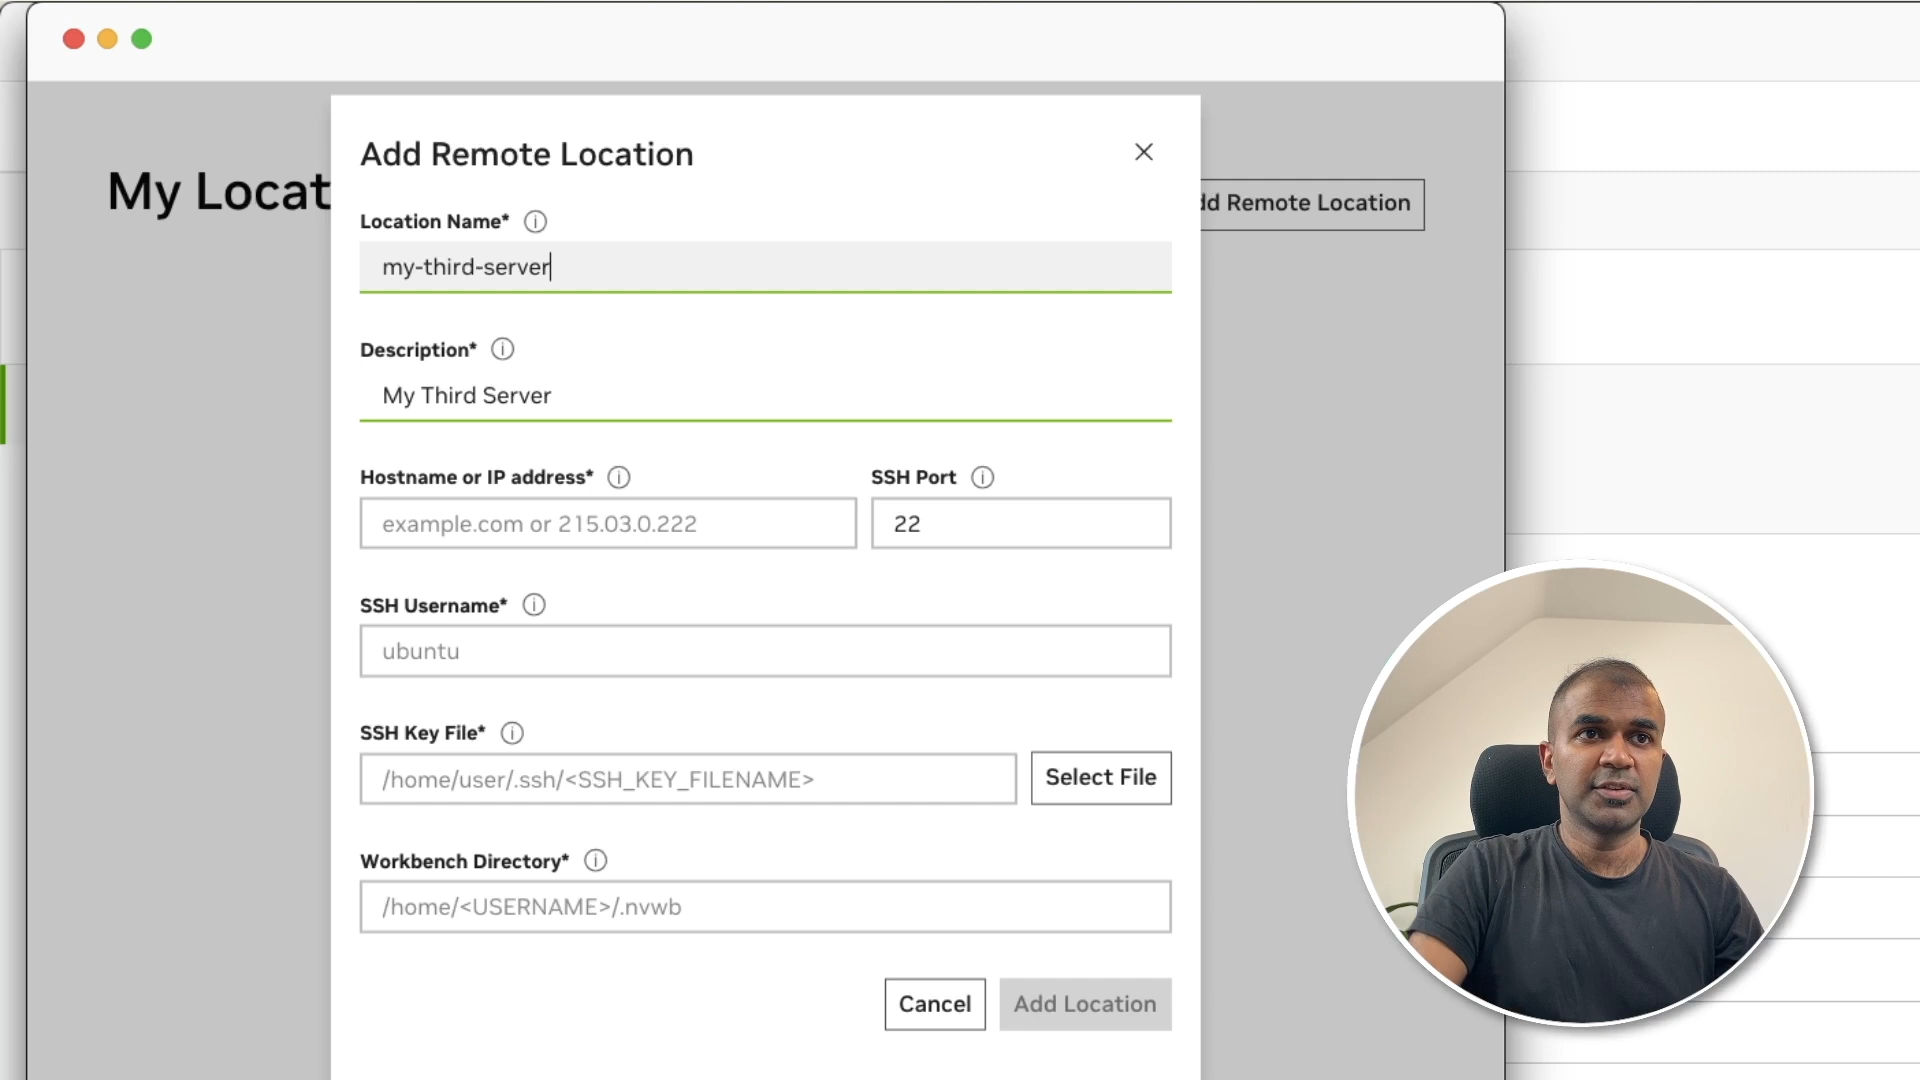 My Locat
dd Remote Location
Add Remote Location
Location Name*
my-third-server
Description*
My Third Server
Hostname or IP address*
SSH Port
example.com or 215.03.0.222
22
SSH Username*
ubuntu
SSH Key File*
/home/user/.ssh/<SSH_KEY_FILENAME>
Select File
Workbench Directory*
/home/<USERNAME>/.nvwb
Cancel
Add Location